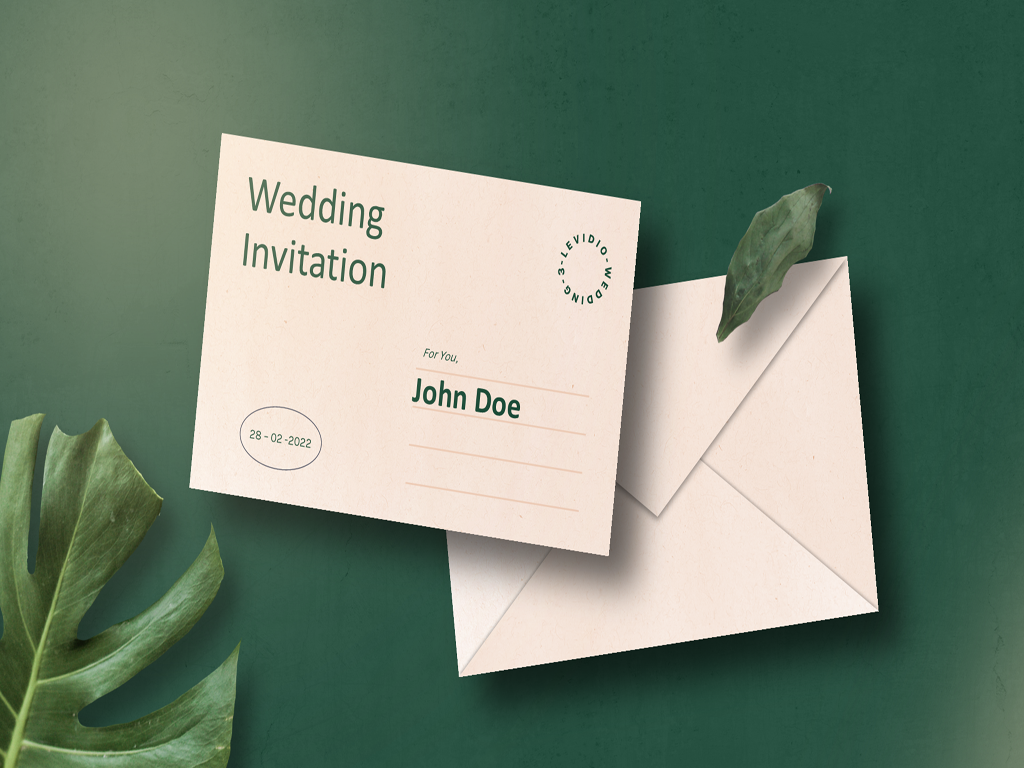 Wedding
Invitation
LEVIDIO - WEDDING - 3 -
For You,
John Doe
28 - 02 -2022